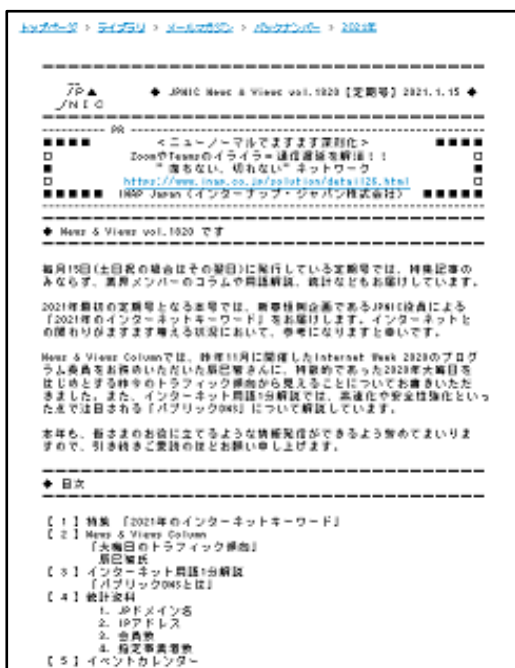 トップページ > ライブラリ > メールマガジン > バックナンバー > 2021年
JPNIC
◆ JPNIC News & Views vol.1820【定期号】2021.1.15 ◆
PR
＜ニューノーマルでますます深刻化＞
ZoomやTeamsのイライラ＝通信遅延を解消！！
"落ちない、切れない" ネットワーク
https://www.inap.co.jp/solution/detail26.html
INAP Japan（インターナップ・ジャパン株式会社）
◆ News & Views vol.1820 です
毎月15日(土日祝の場合はその翌日)に発行している定期号では、特集記事の
みならず、業界メンバーのコラムや用語解説、統計などもお届けしています。
2021年最初の定期号となる本号では、新春恒例企画であるJPNIC役員による
「2021年のインターネットキーワード」をお届けします。インターネットと
の関わりがますます増える状況において、参考になりますと幸いです。
News & Views Columnでは、昨年11月に開催したInternet Week 2020のプログ
ラム委員をお務めいただいた辰巳智さんに、特徴的であった2020年大晦日を
はじめとする昨今のトラフィック傾向から見えることについてお書きいただ
きました。また、インターネット用語1分解説では、高速化や安全性強化といっ
た点で注目される「パブリックDNS」について解説しています。
本年も、皆さまのお役に立てるような情報発信ができるよう努めてまいりま
すので、引き続きご愛読のほどお願い申し上げます。
◆ 目次
【 1 】特集 「2021年のインターネットキーワード」
【 2 】News & Views Column
「大晦日のトラフィック傾向」
辰巳智氏
【 3 】インターネット用語1分解説
「パブリックDNSとは」
【 4 】統計資料
1. JPドメイン名
2. IPアドレス
3. 会員数
4. 指定事業者数
【 5 】イベントカレンダー